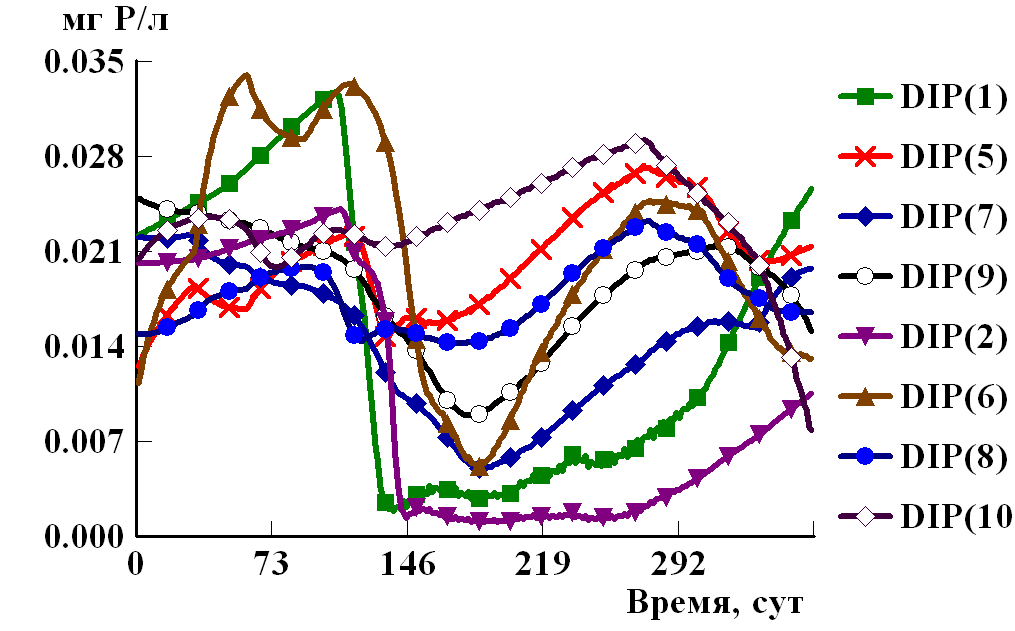 мг P/л
0.035
0.028
0.021
0.014
0.007
0.000
0 73 146 219 292
Время, сут
DIP(1)
DIP(5)
DIP(7)
DIP(9)
DIP(2)
DIP(6)
DIP(8)
DIP(10